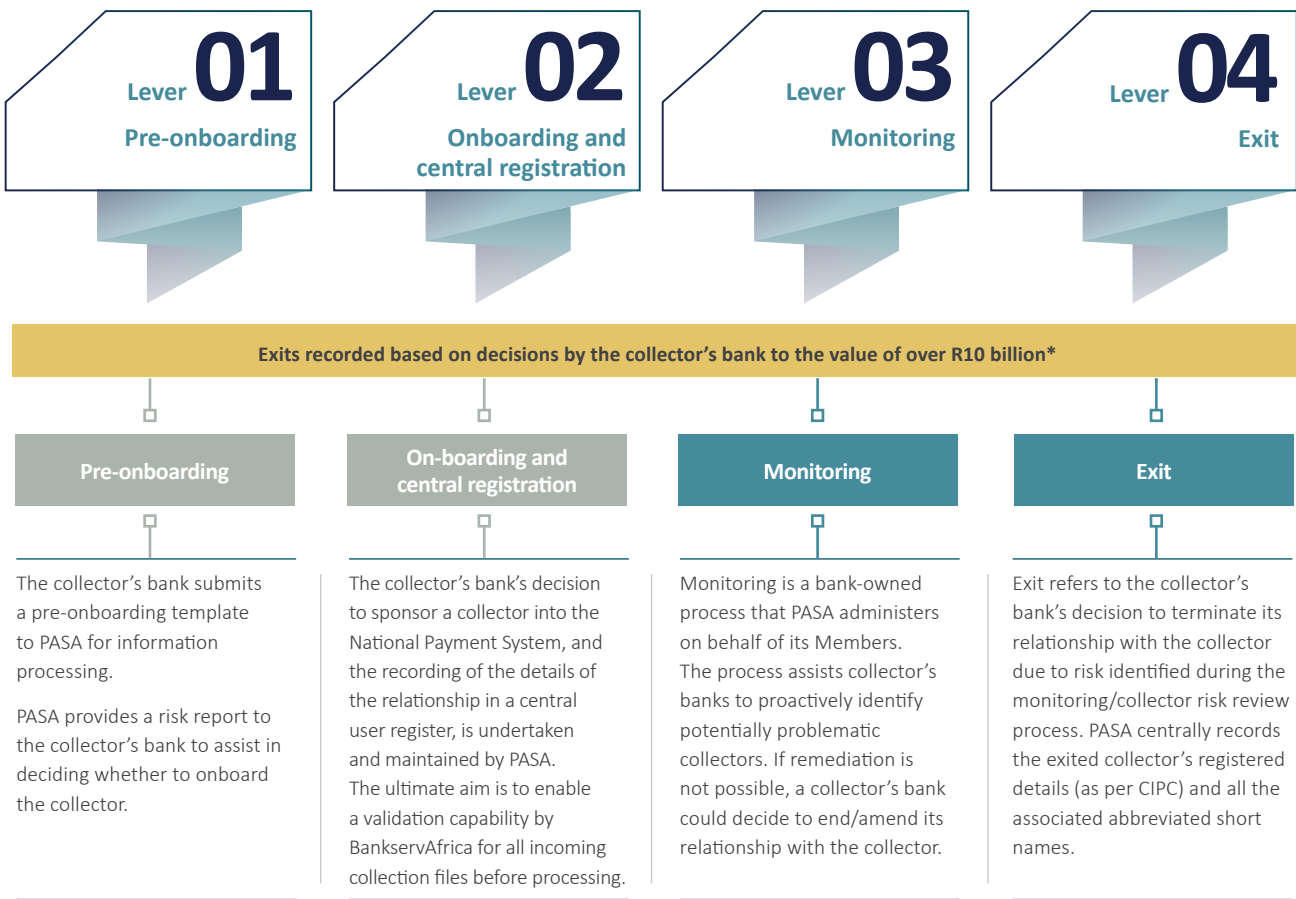 Lever 01
Pre-onboarding
Lever 02
Onboarding and
central registration
Lever 03
Monitoring
Lever 04
Exit
Exits recorded based on decisions by the collector's bank to the value of over R10 billion*
Pre-onboarding
On-boarding and
central registration
Monitoring
Exit
The collector's bank submits
a pre-onboarding template
to PASA for information
processing.
PASA provides a risk report to
the collector's bank to assist in
deciding whether to onboard
the collector.
The collector's bank's decision
to sponsor a collector into the
National Payment System, and
the recording of the details of
the relationship in a central
user register, is undertaken
and maintained by PASA.
The ultimate aim is to enable
a validation capability by
BankservAfrica for all incoming
collection files before processing.
Monitoring is a bank-owned
process that PASA administers
on behalf of its Members.
The process assists collector's
banks to proactively identify
potentially problematic
collectors. If remediation is
not possible, a collector's bank
could decide to end/amend its
relationship with the collector.
Exit refers to the collector's
bank's decision to terminate its
relationship with the collector
due to risk identified during the
monitoring/collector risk review
process. PASA centrally records
the exited collector's registered
details (as per CIPC) and all the
associated abbreviated short
names.